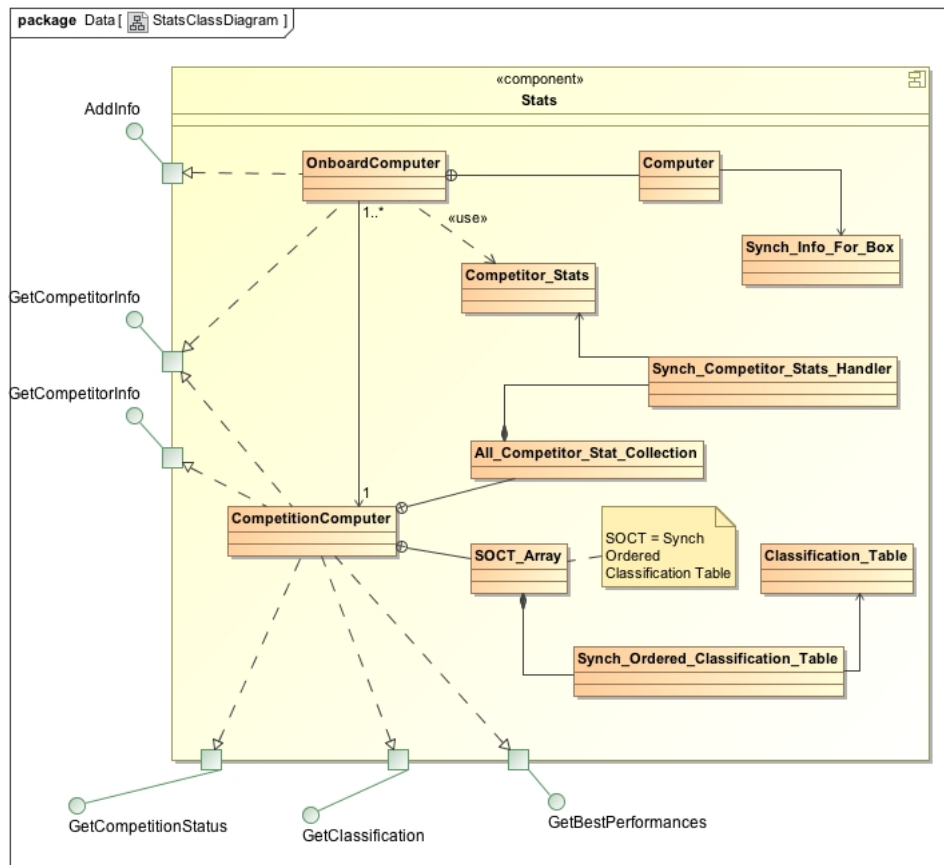 package Data [ StatsClassDiagram ]
«component»
Stats
AddInfo
OnboardComputer
Computer
1..*
«use»
Synch_Info_For_Box
Competitor_Stats
GetCompetitorInfo
Synch_Competitor_Stats_Handler
GetCompetitorInfo
All_Competitor_Stat_Collection
1
CompetitionComputer
SOCT_Array
SOCT = Synch
Ordered
Classification Table
Classification_Table
Synch_Ordered_Classification_Table
GetCompetitionStatus
GetClassification
GetBestPerformances